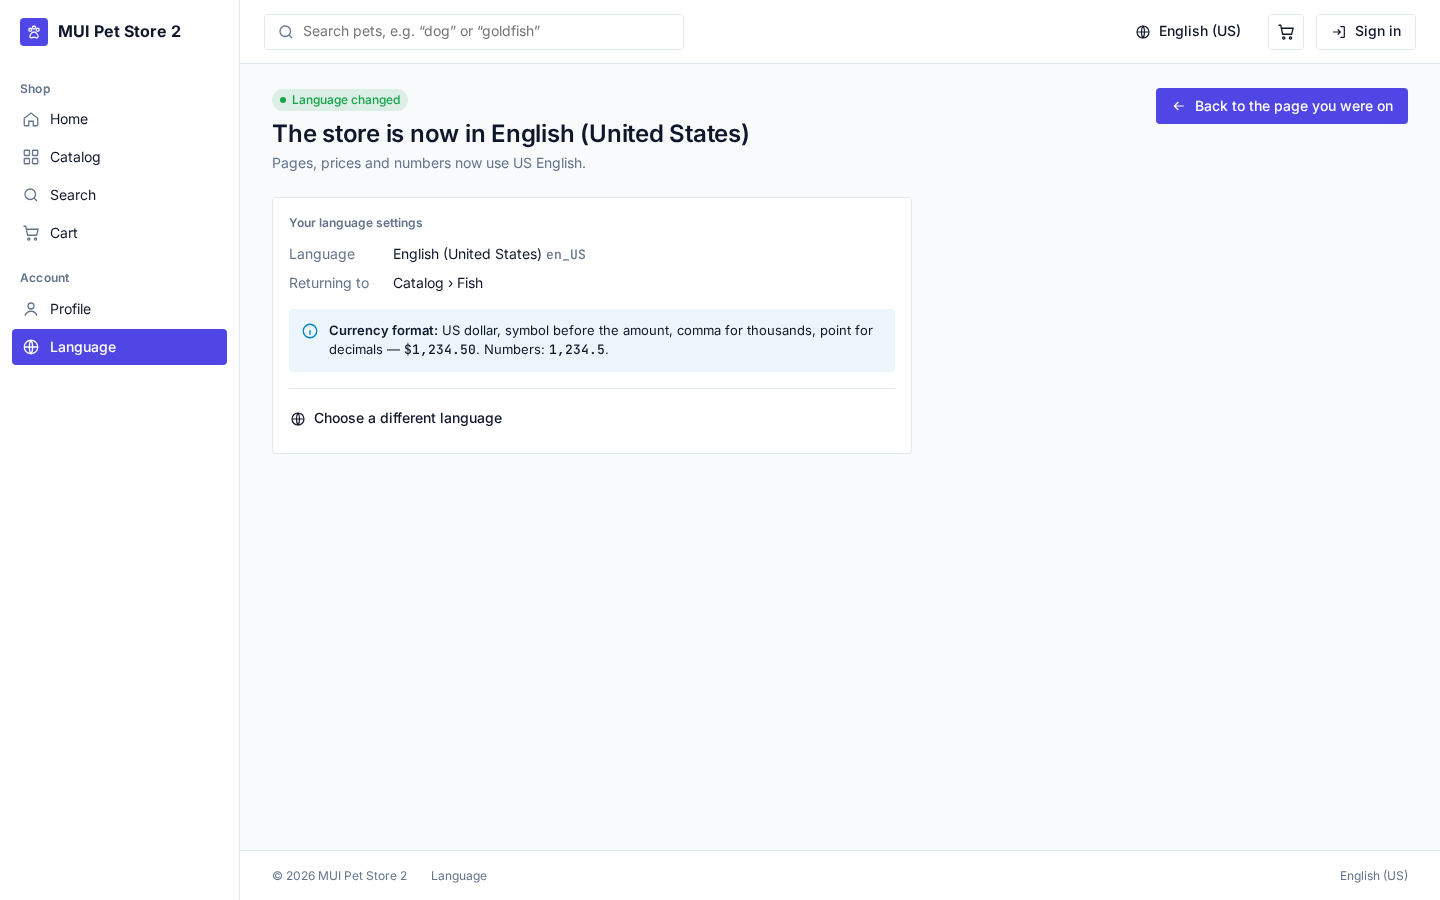 MUI Pet Store 2
Shop
Home
Catalog
Search
Cart
Account
Profile
Language
Search pets, e.g. “dog” or “goldfish”
English (US)
Sign in
Language changed
The store is now in English (United States)
Pages, prices and numbers now use US English.
Back to the page you were on
Your language settings
Language English (United States) en_US
Returning to Catalog › Fish
Currency format: US dollar, symbol before the amount, comma for thousands, point for
decimals — $1,234.50. Numbers: 1,234.5.
Choose a different language
© 2026 MUI Pet Store 2 Language English (US)